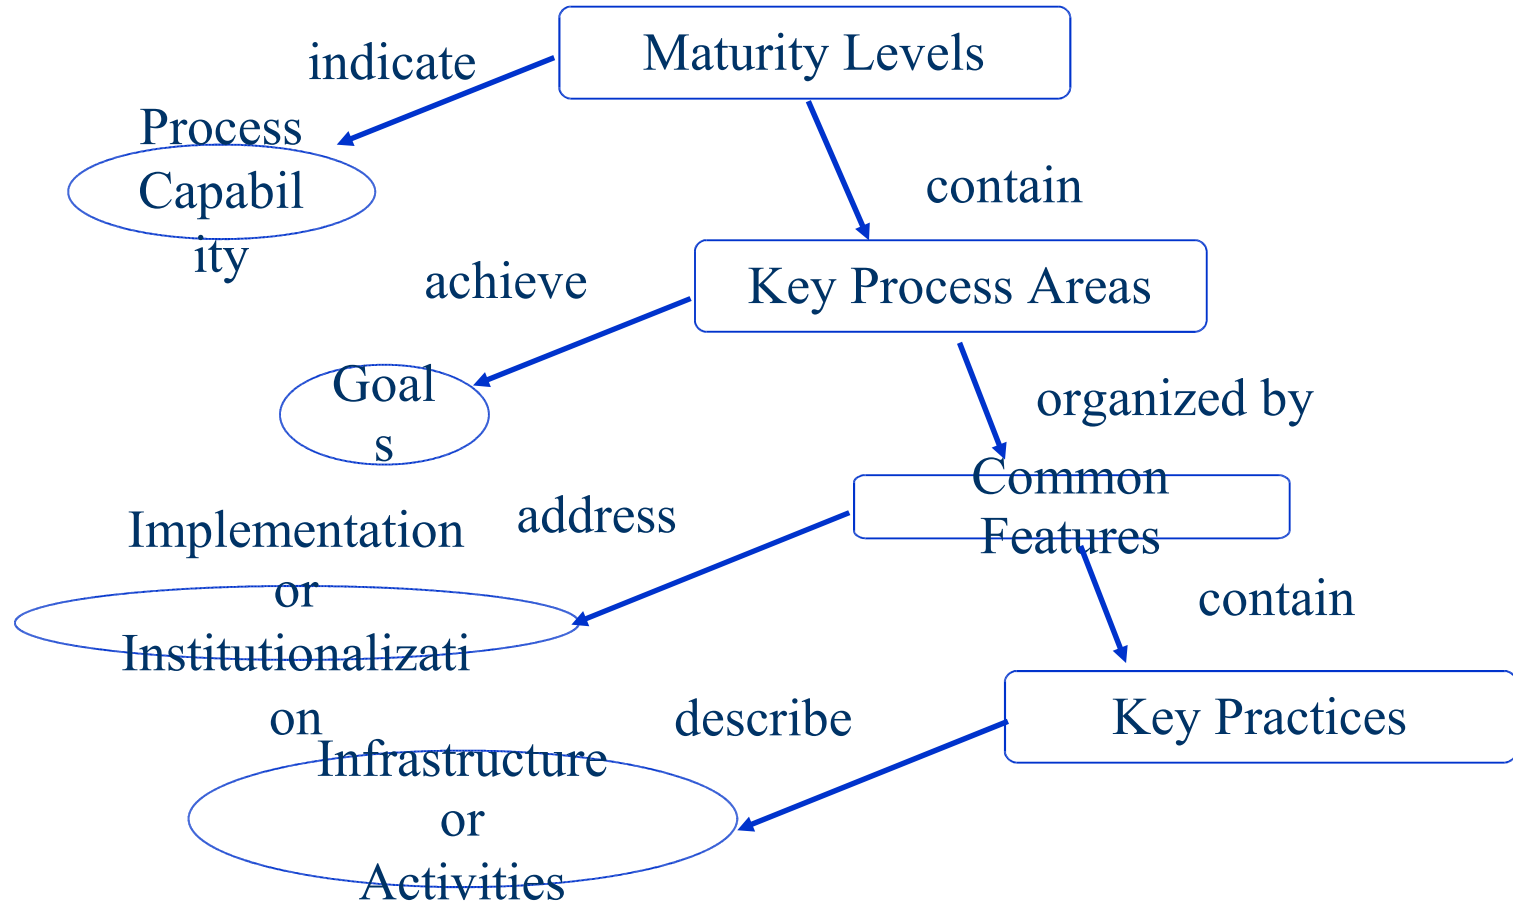 Maturity Levels
indicate
Process
Capabil
ity
contain
Key Process Areas
achieve
Goal
s
organized by
Common
Features
address
Implementation
or
Institutionalizati
on
contain
Key Practices
describe
Infrastructure
or
Activities